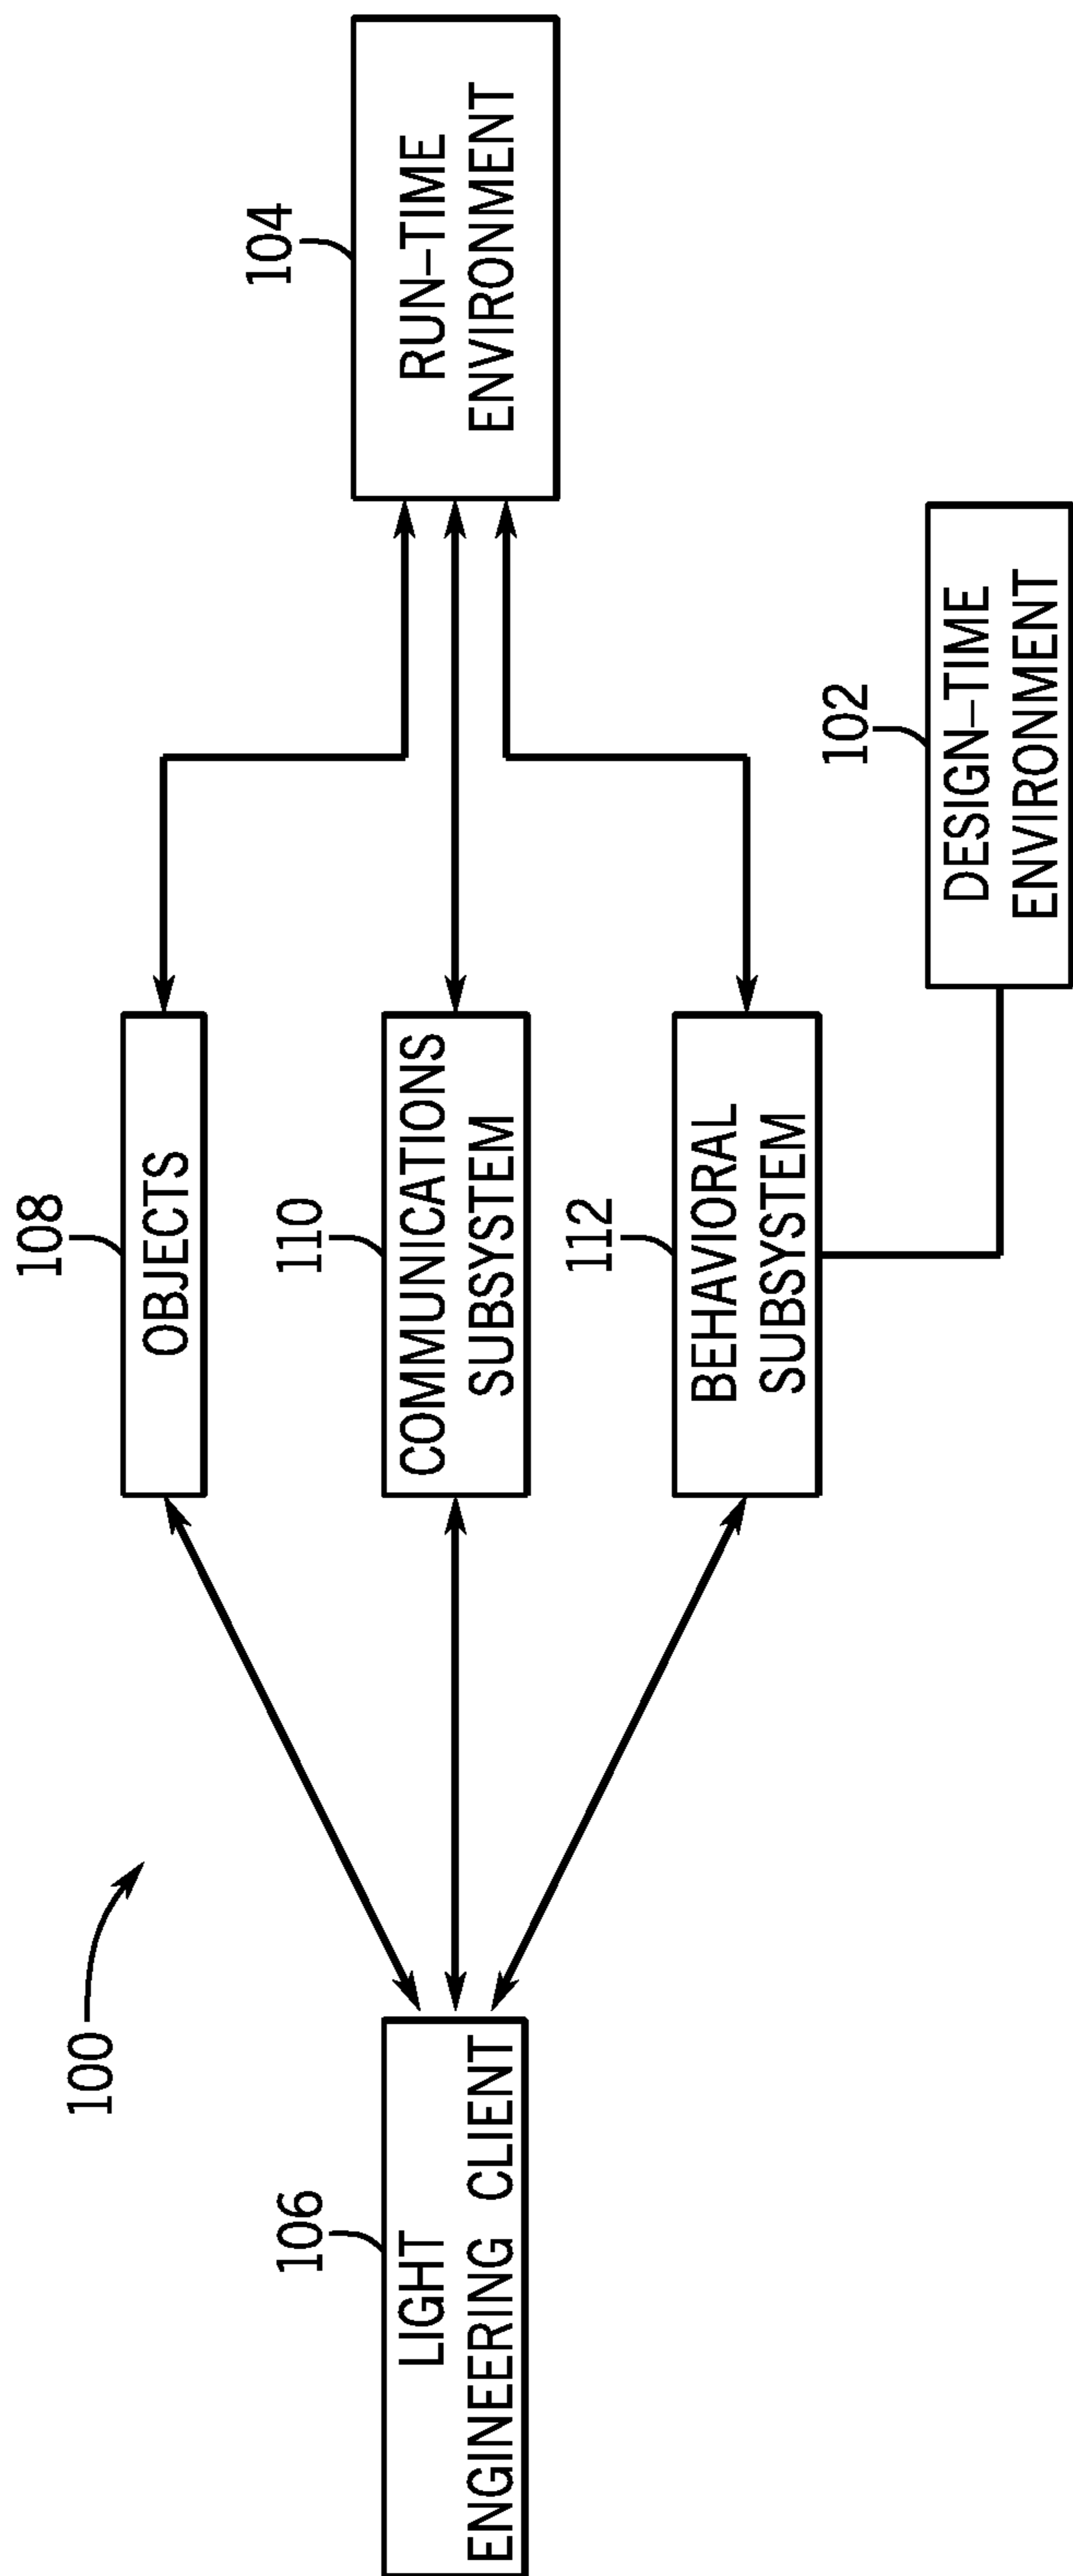 100
106
LIGHT
ENGINEERING CLIENT
108
OBJECTS
110
COMMUNICATIONS
SUBSYSTEM
112
BEHAVIORAL
SUBSYSTEM
104
RUN-TIME
ENVIRONMENT
102
DESIGN-TIME
ENVIRONMENT